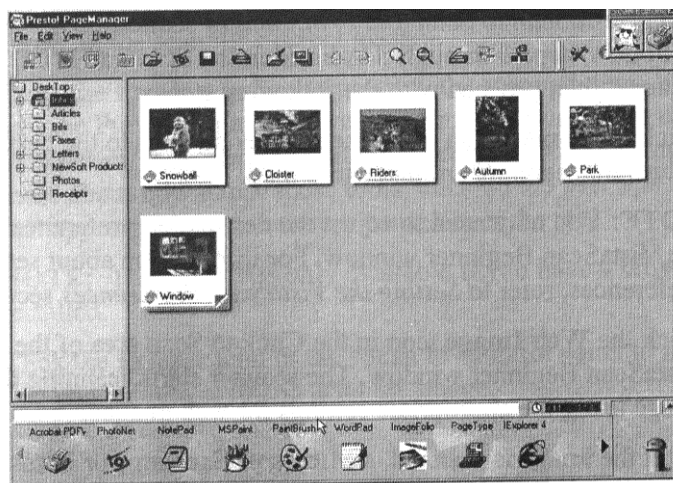 Presto! PageManager
File Edit View Help
DeskTop
Articles
Bills
Faxes
Letters
NewSoft Products
Photos
Receipts
Snowball
Cloister
Riders
Autumn
Park
Window
Acrobat PDF PhotoNet NotePad MSPaint PaintBrush WordPad ImageFolio PageType IExplorer 4